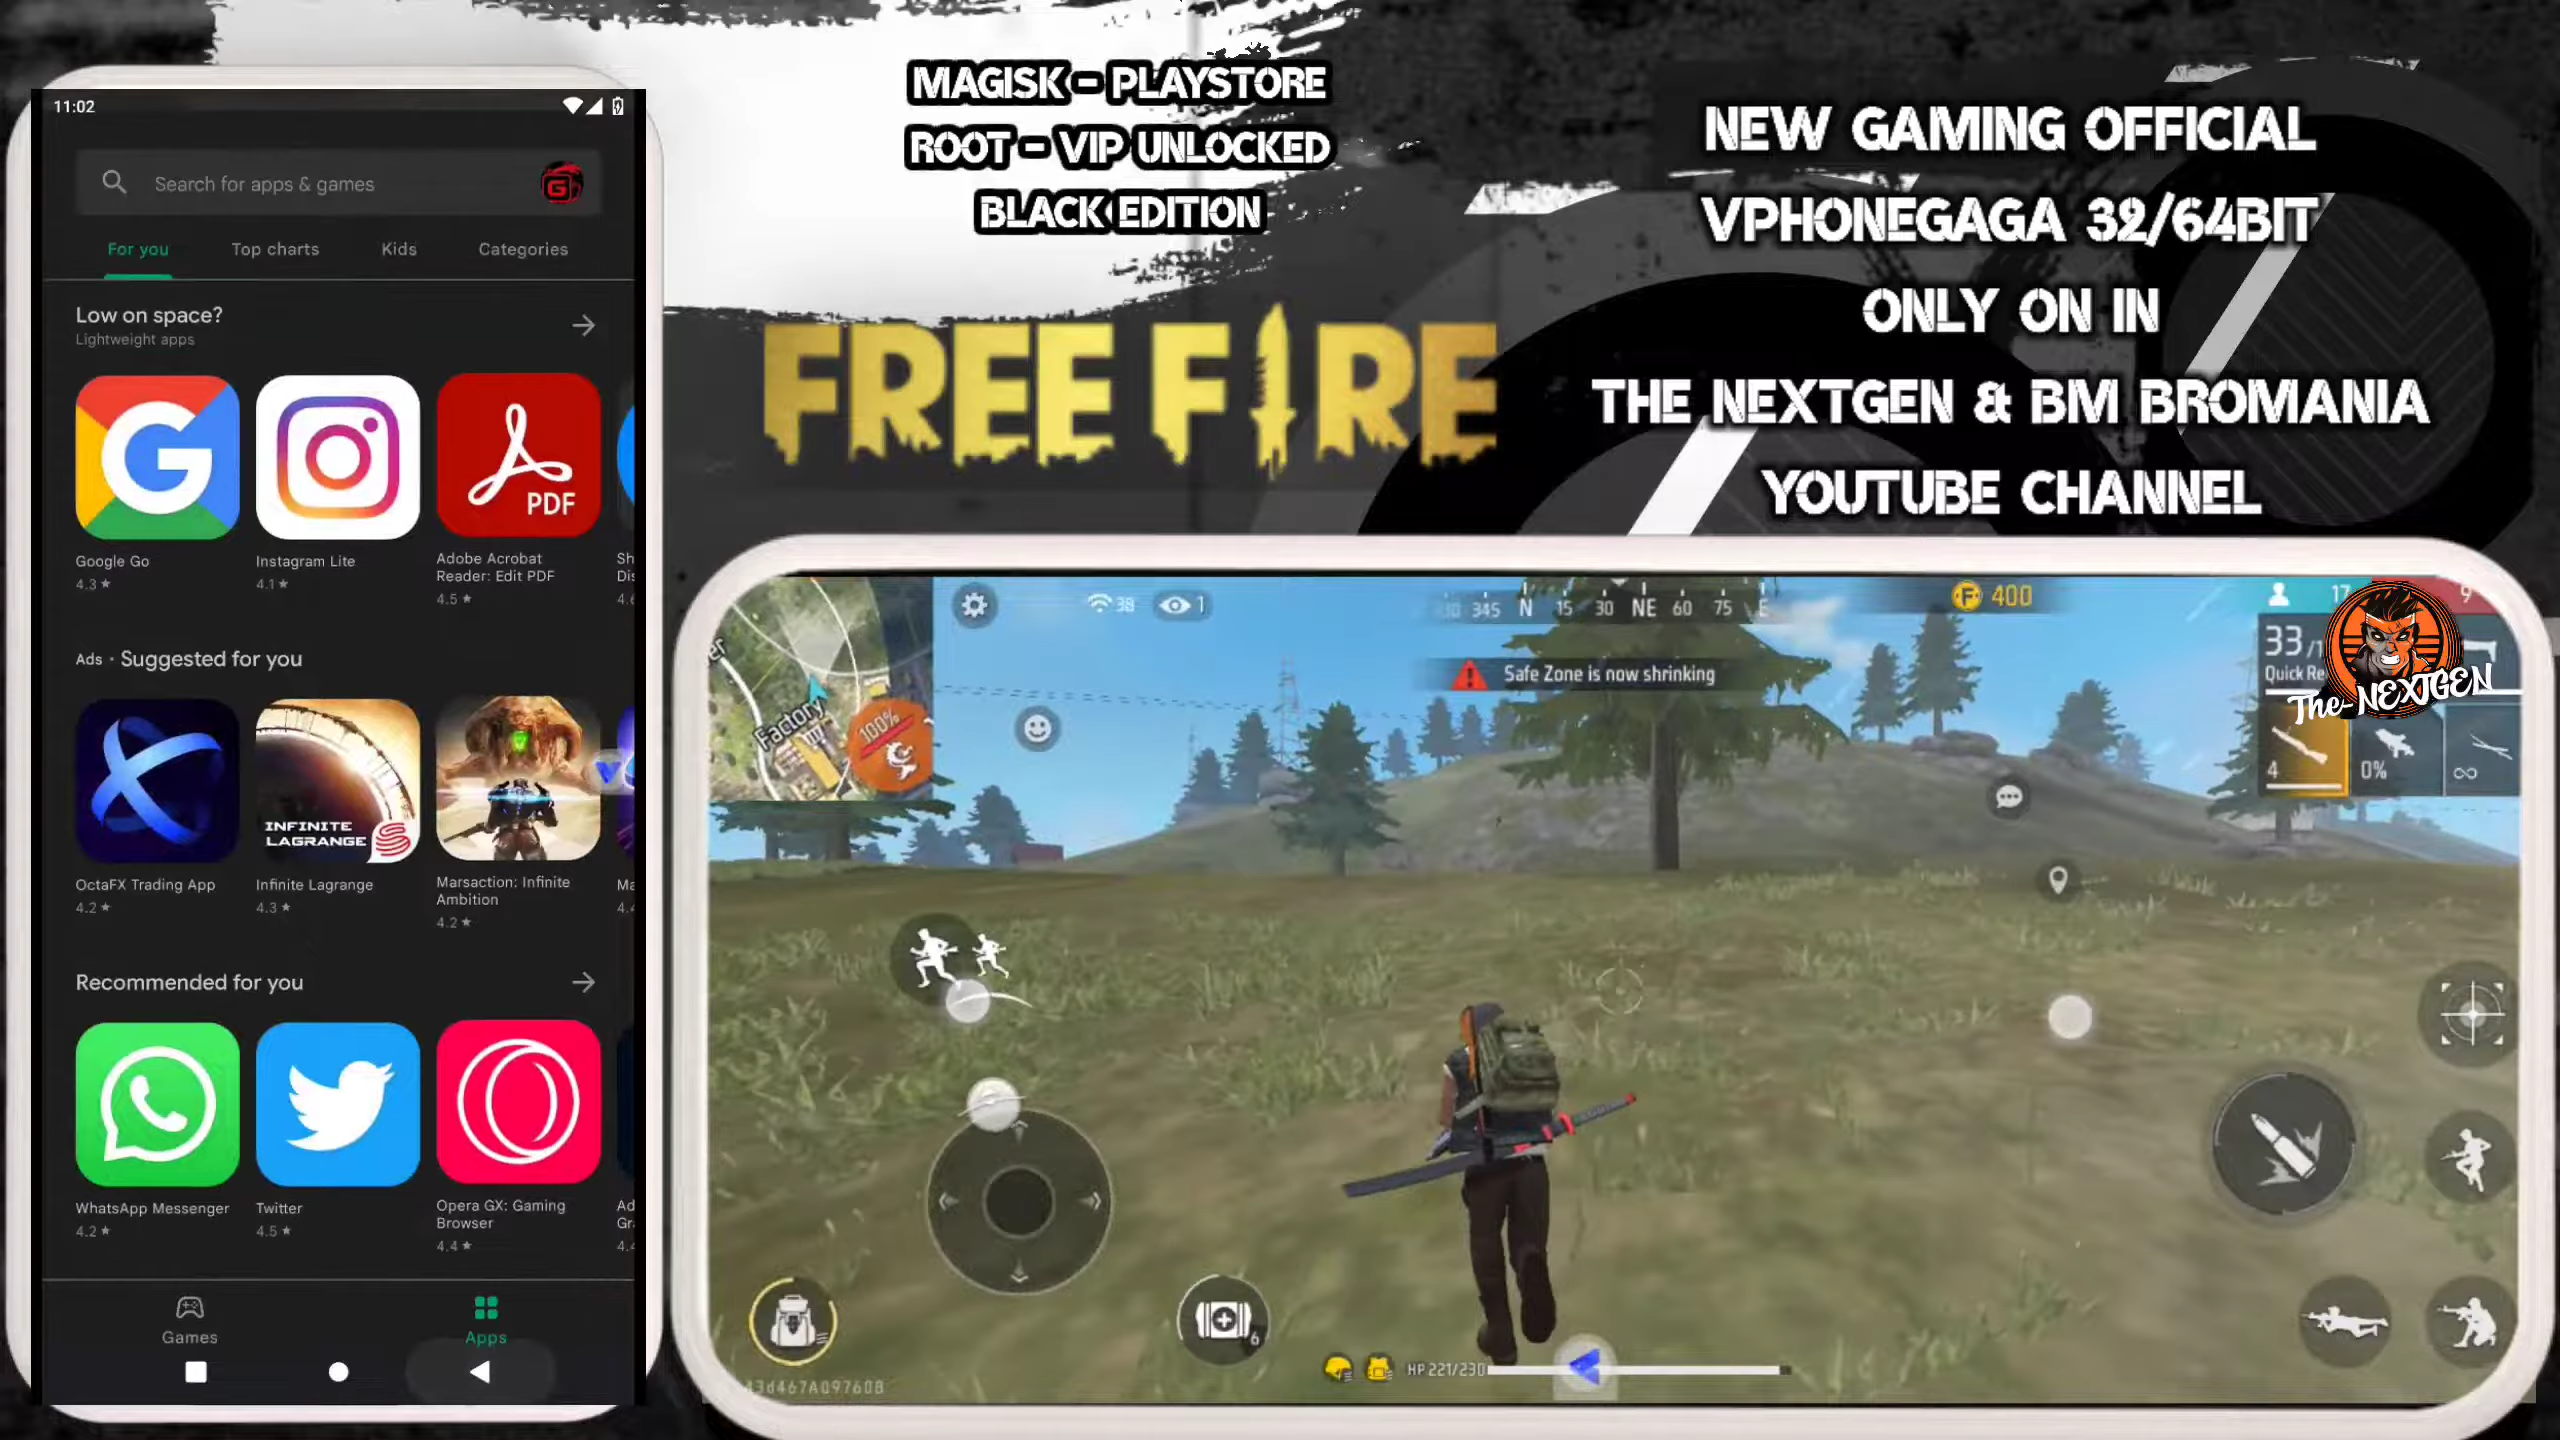 MAGISK - PLAYSTORE
ROOT - VIP UNLOCKED
BLACK EDITION
FREE FIRE
NEW GAMING OFFICIAL
VPHONEGAGA 32/64BIT
ONLY ON IN
THE NEXTGEN & BM BROMANIA
YOUTUBE CHANNEL
11:02
Search for apps & games
For you Top charts Kids Categories
Low on space?
Lightweight apps
PDF
Google Go
4.3 ★
Instagram Lite
4.1 ★
Adobe Acrobat
Reader: Edit PDF
4.5 ★
Ads · Suggested for you
INFINITE
LAGRANGE
OctaFX Trading App
4.2 ★
Infinite Lagrange
4.3 ★
Marsaction: Infinite
Ambition
4.2 ★
Recommended for you
WhatsApp Messenger
4.2 ★
Twitter
4.5 ★
Opera GX: Gaming
Browser
4.4 ★
Games Apps
38 1
345 N 15 30 NE 60 75 E
400
17 9
Safe Zone is now shrinking
33/1
Quick Re
The-NEXTGEN
Factory
100%
4 0% ∞
6
HP 221/230